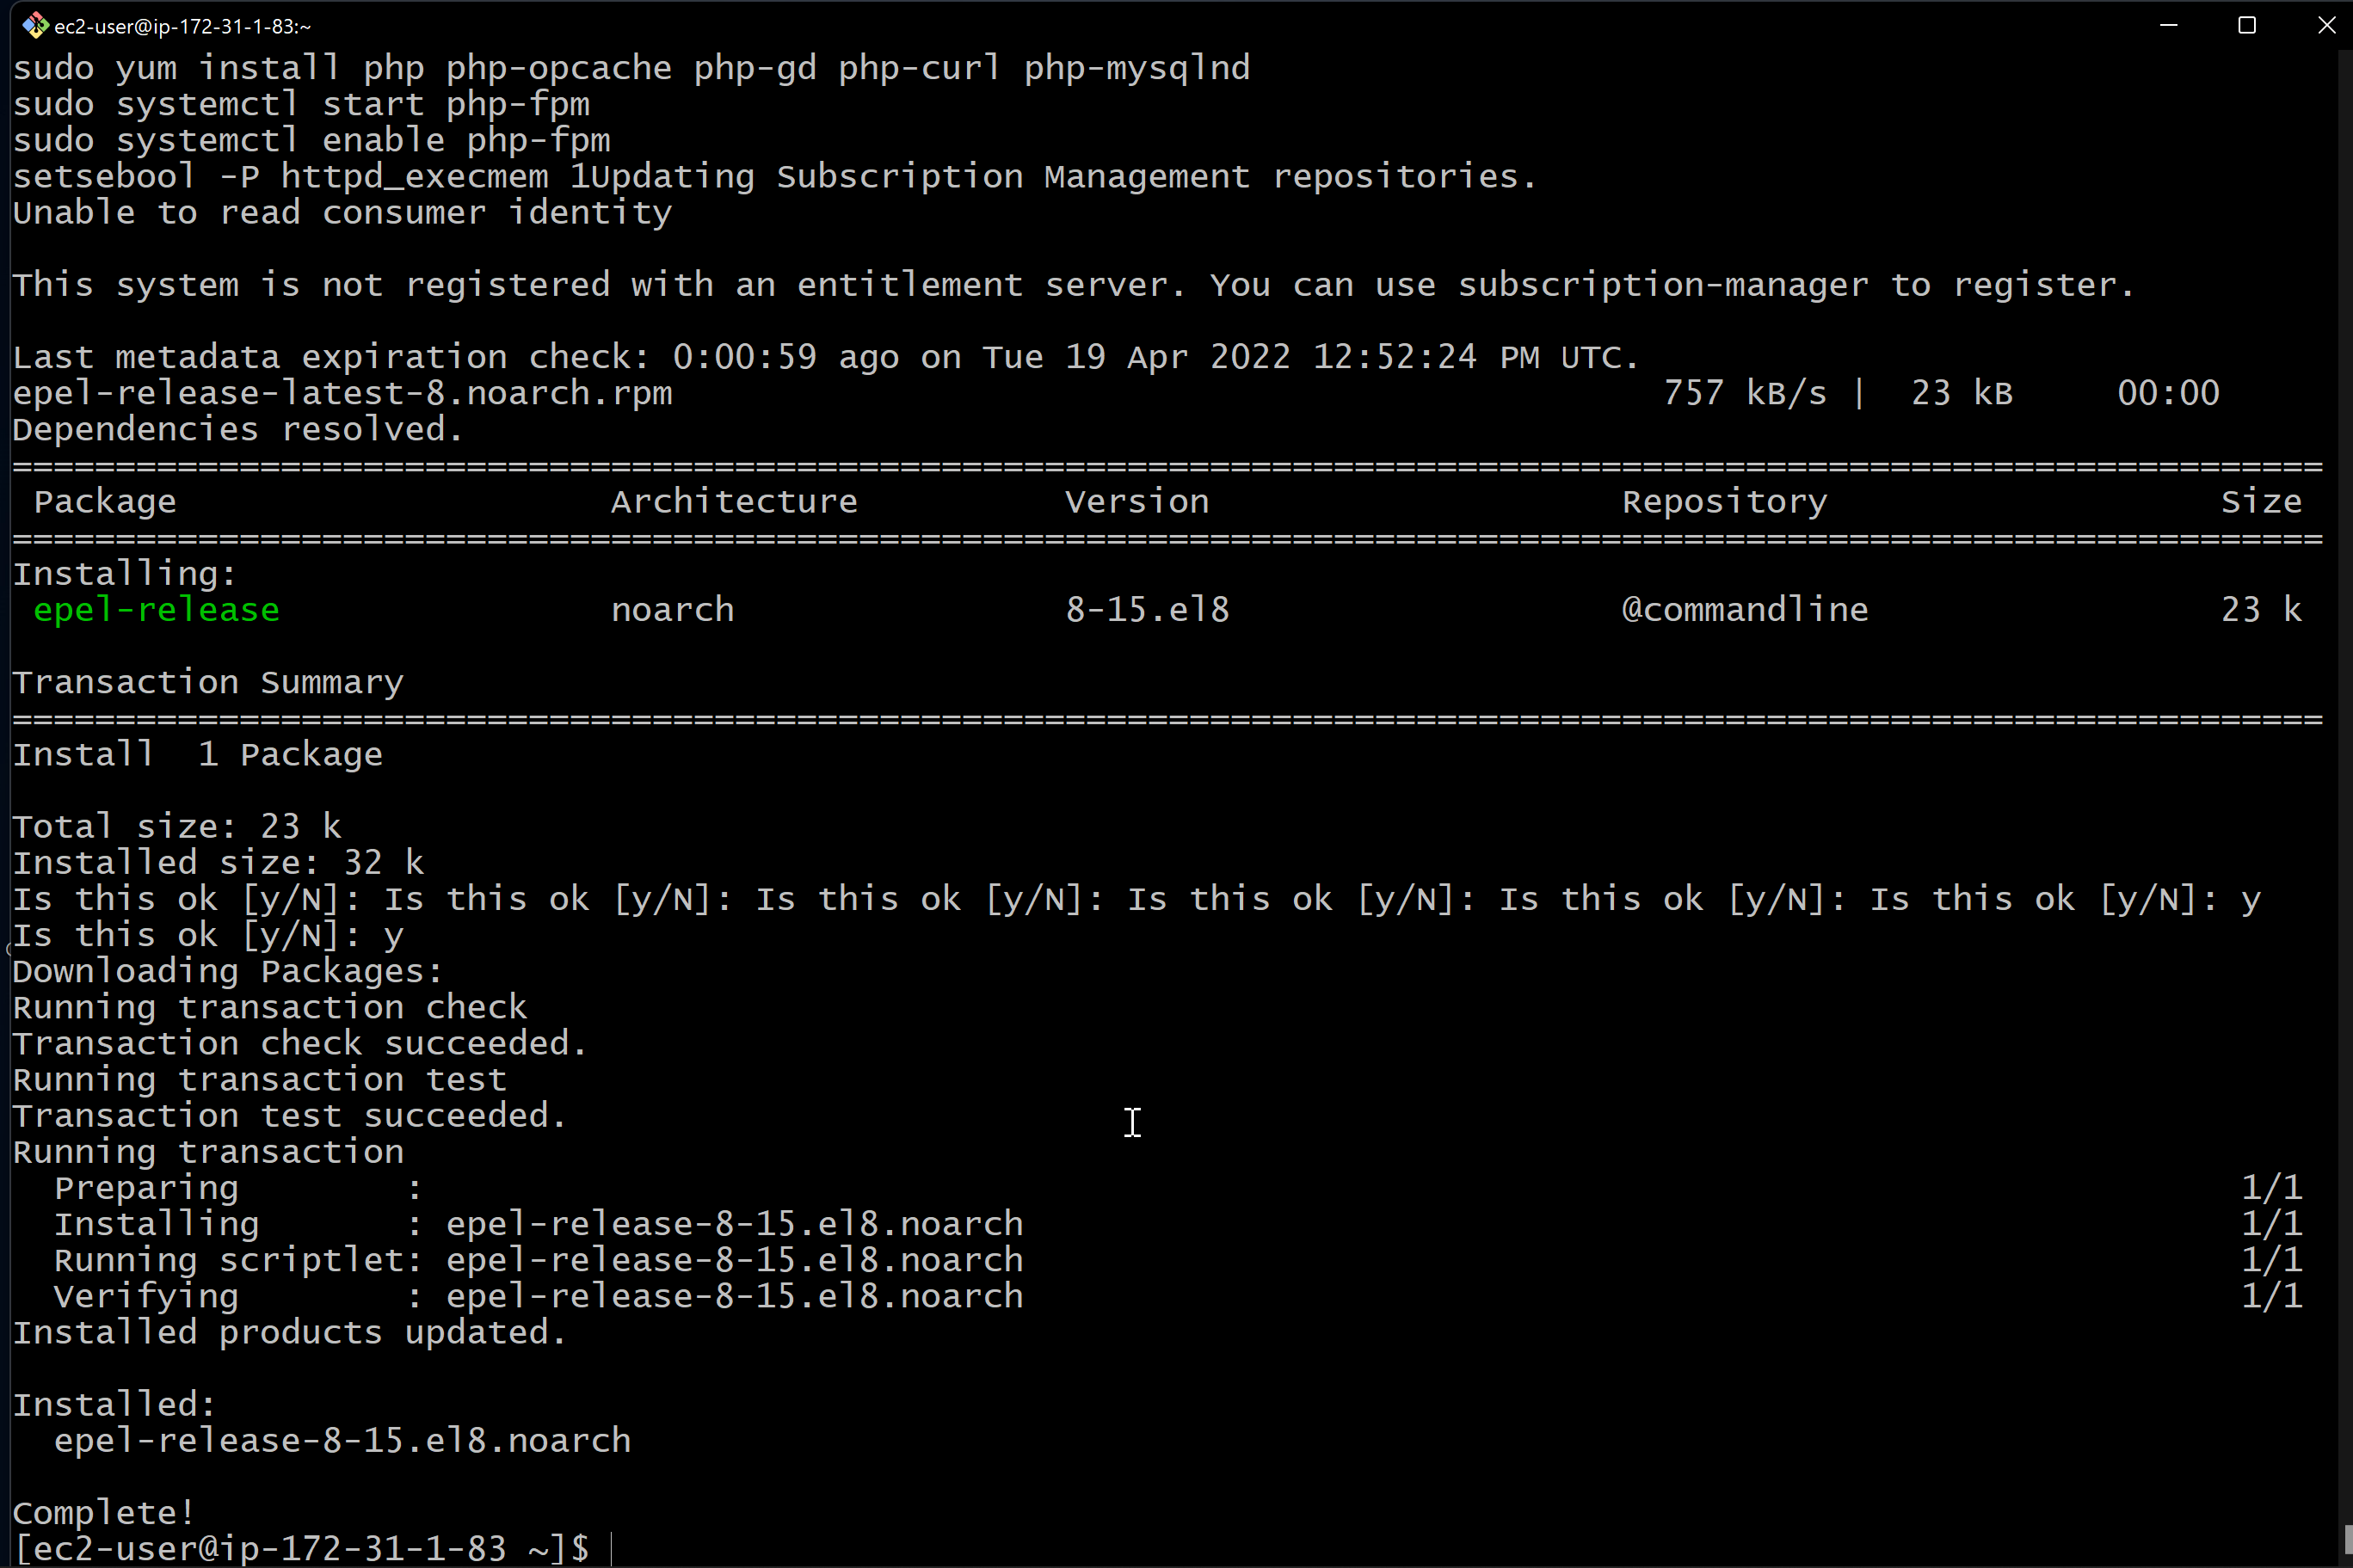 ec2-user@ip-172-31-1-83:~
sudo yum install php php-opcache php-gd php-curl php-mysqlnd
sudo systemctl start php-fpm
sudo systemctl enable php-fpm
setsebool -P httpd_execmem 1Updating Subscription Management repositories.
Unable to read consumer identity
This system is not registered with an entitlement server. You can use subscription-manager to register.
Last metadata expiration check: 0:00:59 ago on Tue 19 Apr 2022 12:52:24 PM UTC.
epel-release-latest-8.noarch.rpm 757 kB/s | 23 kB 00:00
Dependencies resolved.
================================================================================================================
Package Architecture Version Repository Size
================================================================================================================
Installing:
epel-release noarch 8-15.el8 @commandline 23 k
Transaction Summary
================================================================================================================
Install 1 Package
Total size: 23 k
Installed size: 32 k
Is this ok [y/N]: Is this ok [y/N]: Is this ok [y/N]: Is this ok [y/N]: Is this ok [y/N]: Is this ok [y/N]: y
Is this ok [y/N]: y
Downloading Packages:
Running transaction check
Transaction check succeeded.
Running transaction test
Transaction test succeeded.
Running transaction
Preparing : 1/1
Installing : epel-release-8-15.el8.noarch 1/1
Running scriptlet: epel-release-8-15.el8.noarch 1/1
Verifying : epel-release-8-15.el8.noarch 1/1
Installed products updated.
Installed:
epel-release-8-15.el8.noarch
Complete!
[ec2-user@ip-172-31-1-83 ~]$